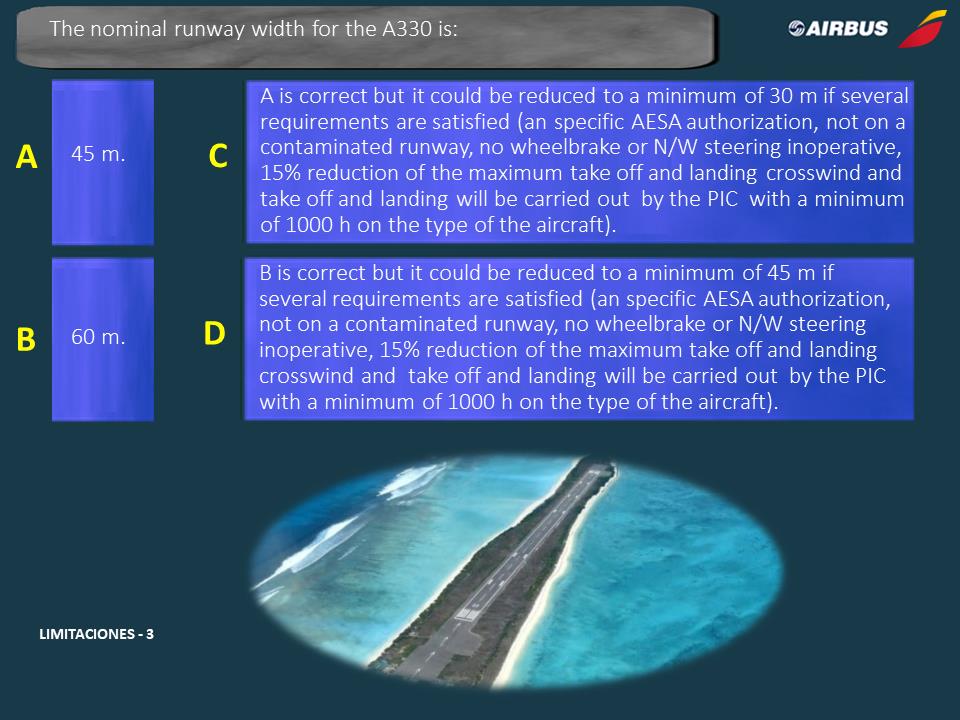 The nominal runway width for the A330 is:
AIRBUS
A
45 m.
C
A is correct but it could be reduced to a minimum of 30 m if several
requirements are satisfied (an specific AESA authorization, not on a
contaminated runway, no wheelbrake or N/W steering inoperative,
15% reduction of the maximum take off and landing crosswind and
take off and landing will be carried out by the PIC with a minimum
of 1000 h on the type of the aircraft).
B
60 m.
D
B is correct but it could be reduced to a minimum of 45 m if
several requirements are satisfied (an specific AESA authorization,
not on a contaminated runway, no wheelbrake or N/W steering
inoperative, 15% reduction of the maximum take off and landing
crosswind and take off and landing will be carried out by the PIC
with a minimum of 1000 h on the type of the aircraft).
LIMITACIONES - 3